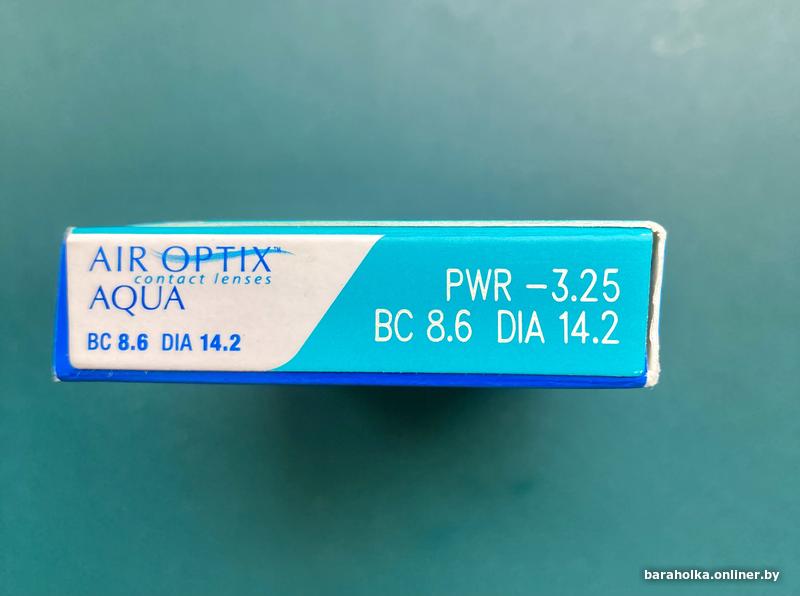 AIR OPTIX™
contact lenses
AQUA
BC 8.6 DIA 14.2
PWR -3.25
BC 8.6 DIA 14.2
baraholka.onliner.by